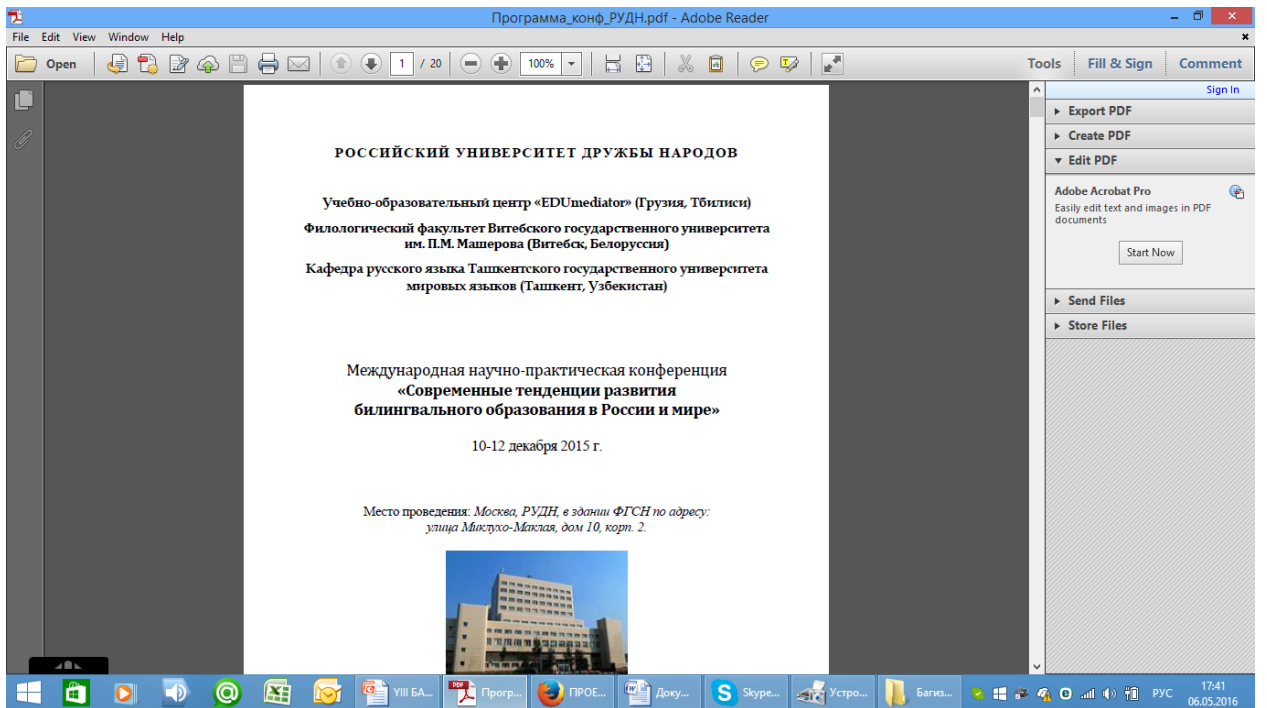 Программа_конф_РУДН.pdf - Adobe Reader
File Edit View Window Help
Open 1 / 20 100% Tools Fill & Sign Comment
Sign In
Export PDF
Create PDF
Edit PDF
Adobe Acrobat Pro
Easily edit text and images in PDF
documents
Start Now
Send Files
Store Files
РОССИЙСКИЙ УНИВЕРСИТЕТ ДРУЖБЫ НАРОДОВ
Учебно-образовательный центр «EDUmediator» (Грузия, Тбилиси)
Филологический факультет Витебского государственного университета
им. П.М. Машерова (Витебск, Белоруссия)
Кафедра русского языка Ташкентского государственного университета
мировых языков (Ташкент, Узбекистан)
Международная научно-практическая конференция
«Современные тенденции развития
билингвального образования в России и мире»
10-12 декабря 2015 г.
Место проведения: Москва, РУДН, в здании ФГСН по адресу:
улица Миклухо-Маклая, дом 10, корп. 2.
YIII БА... Прогр... ПРОЕ... Доку... Skype... Устро... Багиз... РУС 17:41
06.05.2016